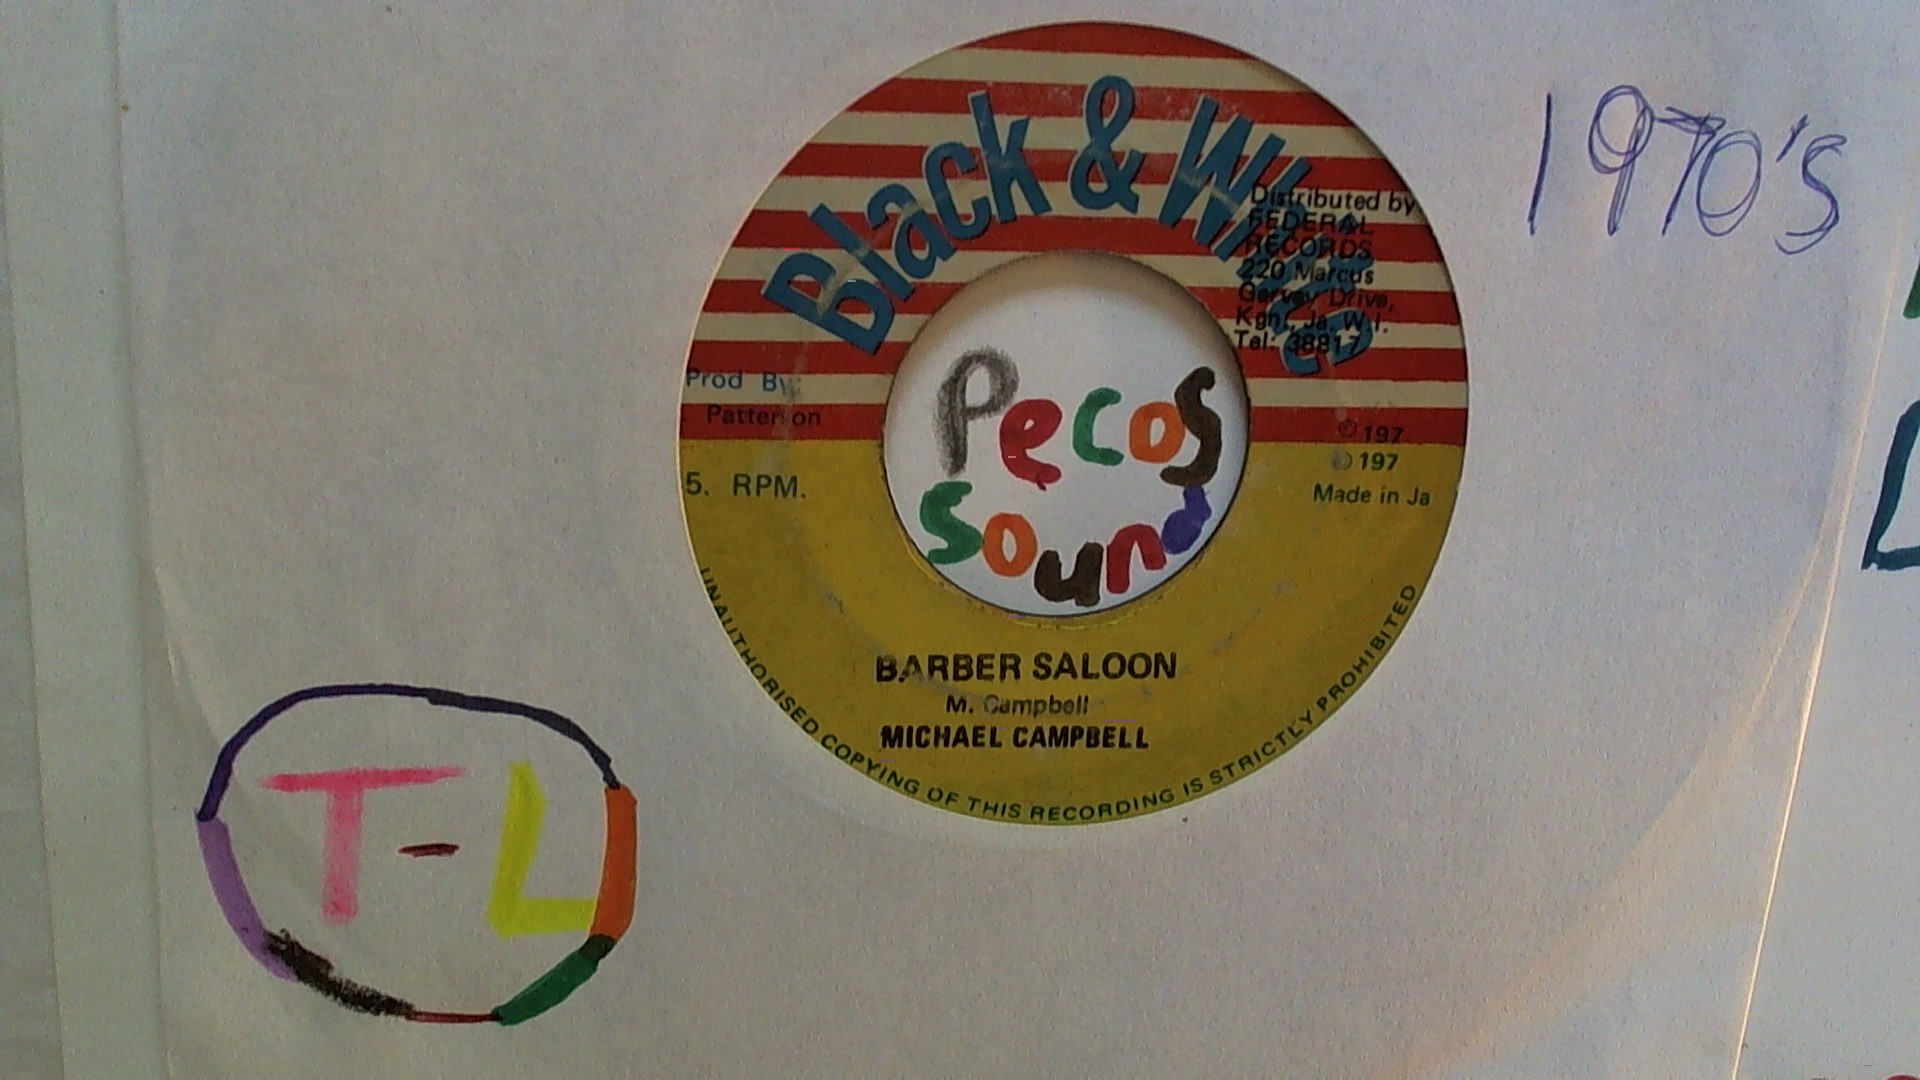 Black & White
Distributed by
FEDERAL
RECORDS
220 Marcus
Garvey Drive,
Kgn., Ja. W.I.
Tel: 38817
1970's
Prod By:
Patterson
5. RPM.
© 197
℗ 197
Made in Ja
Pecos
Sound
BARBER SALOON
M. Campbell
MICHAEL CAMPBELL
UNAUTHORISED COPYING OF THIS RECORDING IS STRICTLY PROHIBITED
T-L